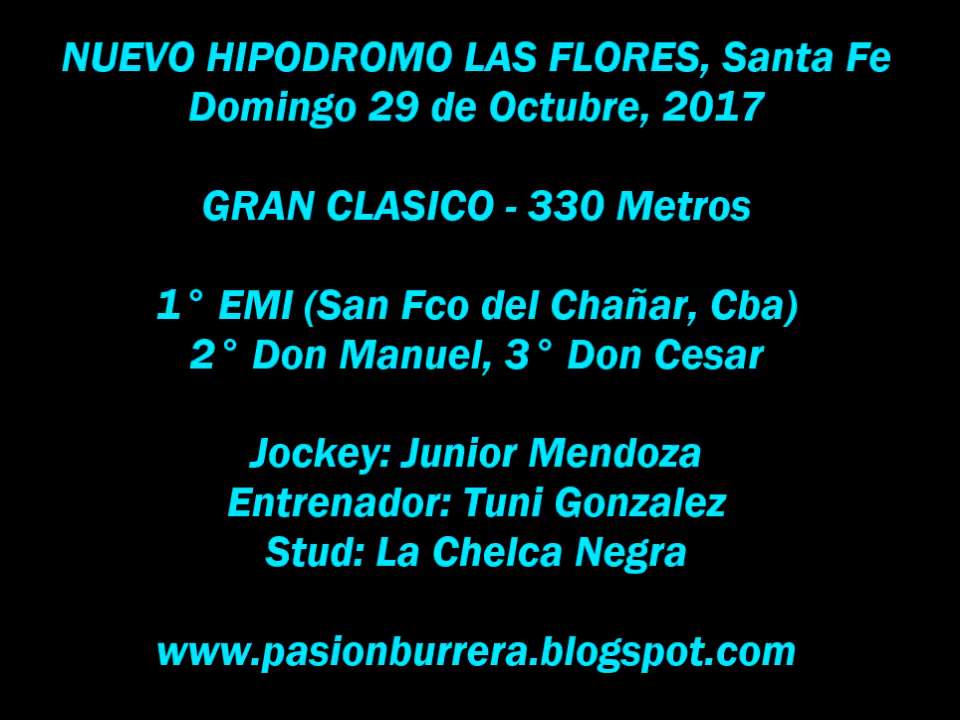 NUEVO HIPODROMO LAS FLORES, Santa Fe
Domingo 29 de Octubre, 2017
GRAN CLASICO - 330 Metros
1° EMI (San Fco del Chañar, Cba)
2° Don Manuel, 3° Don Cesar
Jockey: Junior Mendoza
Entrenador: Tuni Gonzalez
Stud: La Chelca Negra
www.pasionburrera.blogspot.com